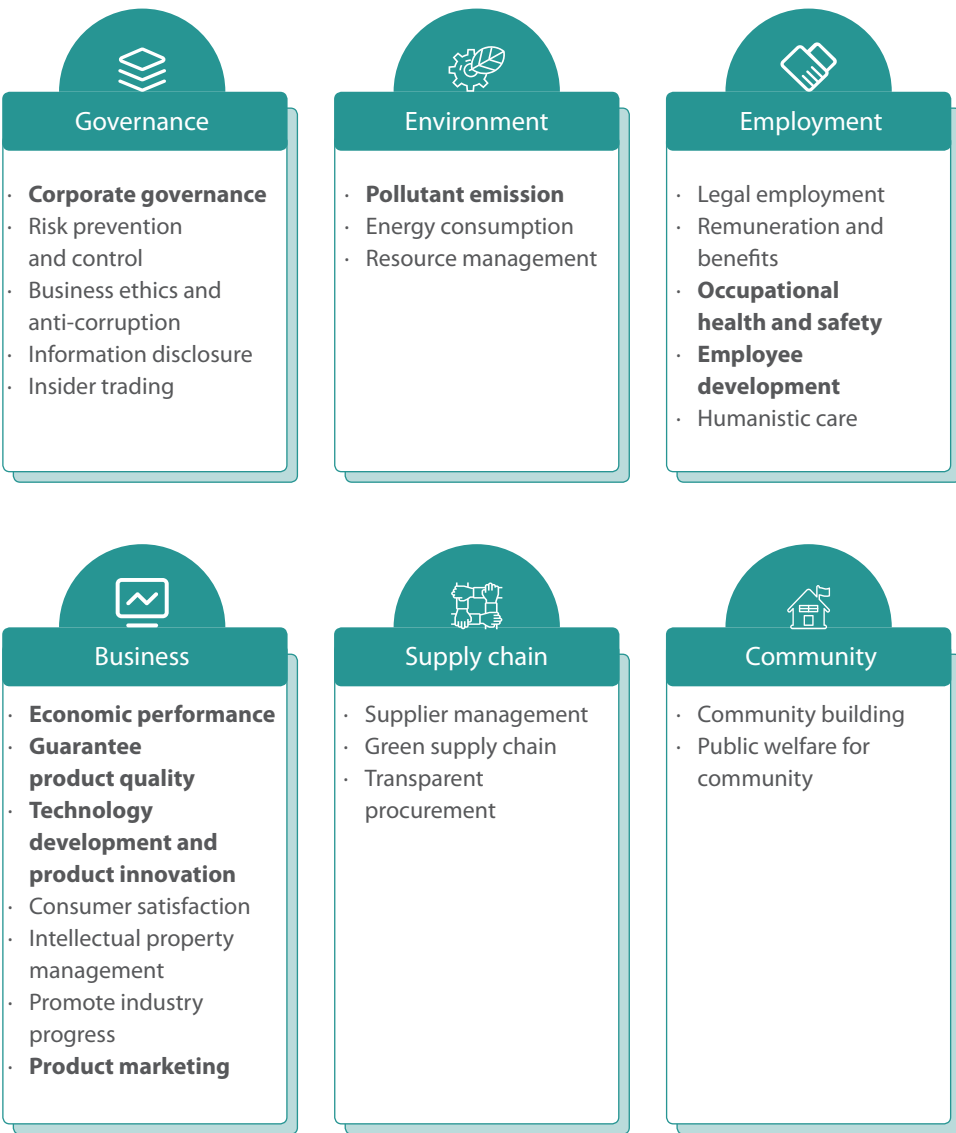 Governance
· Corporate governance
· Risk prevention
and control
· Business ethics and
anti-corruption
· Information disclosure
· Insider trading
Environment
· Pollutant emission
· Energy consumption
· Resource management
Employment
· Legal employment
· Remuneration and
benefits
· Occupational
health and safety
· Employee
development
· Humanistic care
Business
· Economic performance
· Guarantee
product quality
· Technology
development and
product innovation
· Consumer satisfaction
· Intellectual property
management
· Promote industry
progress
· Product marketing
Supply chain
· Supplier management
· Green supply chain
· Transparent
procurement
Community
· Community building
· Public welfare for
community